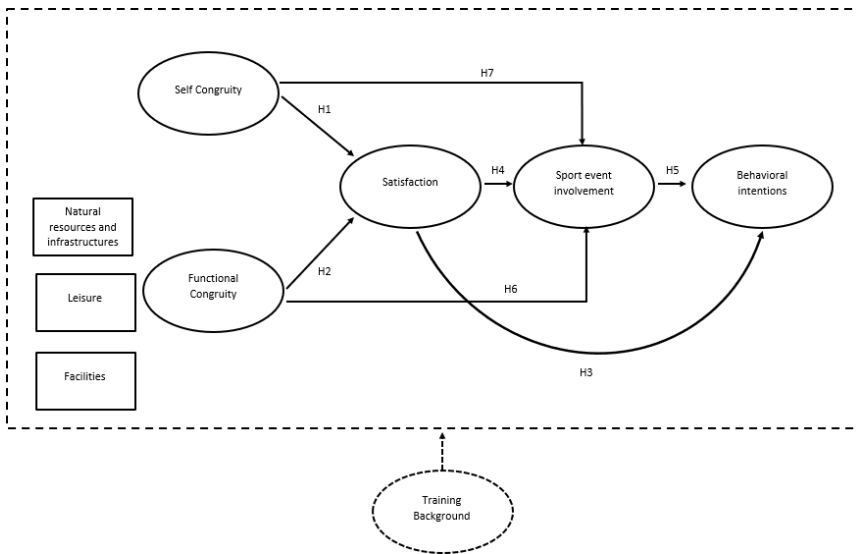 H7
Self Congruity
H1
Satisfaction
H4
Sport event
involvement
H5
Behavioral
intentions
Natural
resources and
infrastructures
H2
Functional
Congruity
H6
Leisure
H3
Facilities
Training
Background